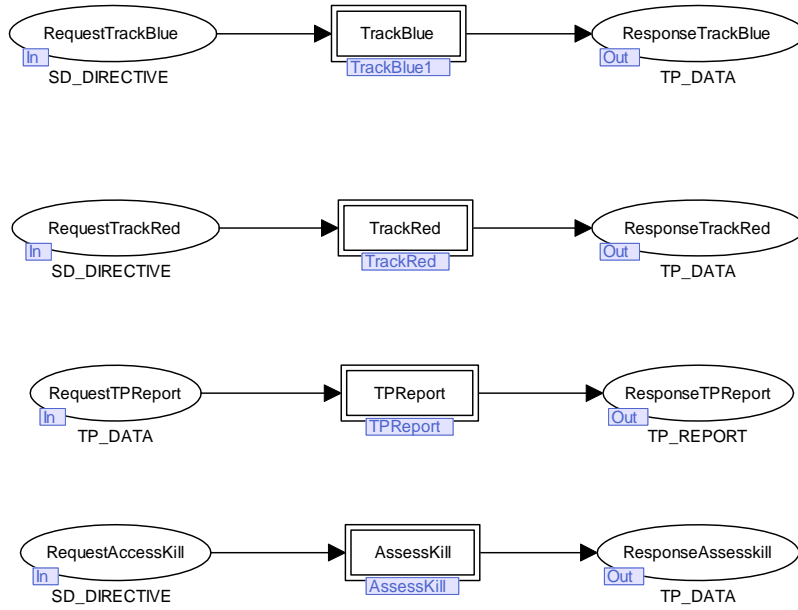 RequestTrackBlue
TrackBlue
ResponseTrackBlue
In
TrackBlue1
Out
SD_DIRECTIVE
TP_DATA
RequestTrackRed
TrackRed
ResponseTrackRed
In
TrackRed
Out
SD_DIRECTIVE
TP_DATA
RequestTPReport
TPReport
ResponseTPReport
In
TPReport
Out
TP_DATA
TP_REPORT
RequestAccessKill
AssessKill
ResponseAssesskill
In
AssessKill
Out
SD_DIRECTIVE
TP_DATA